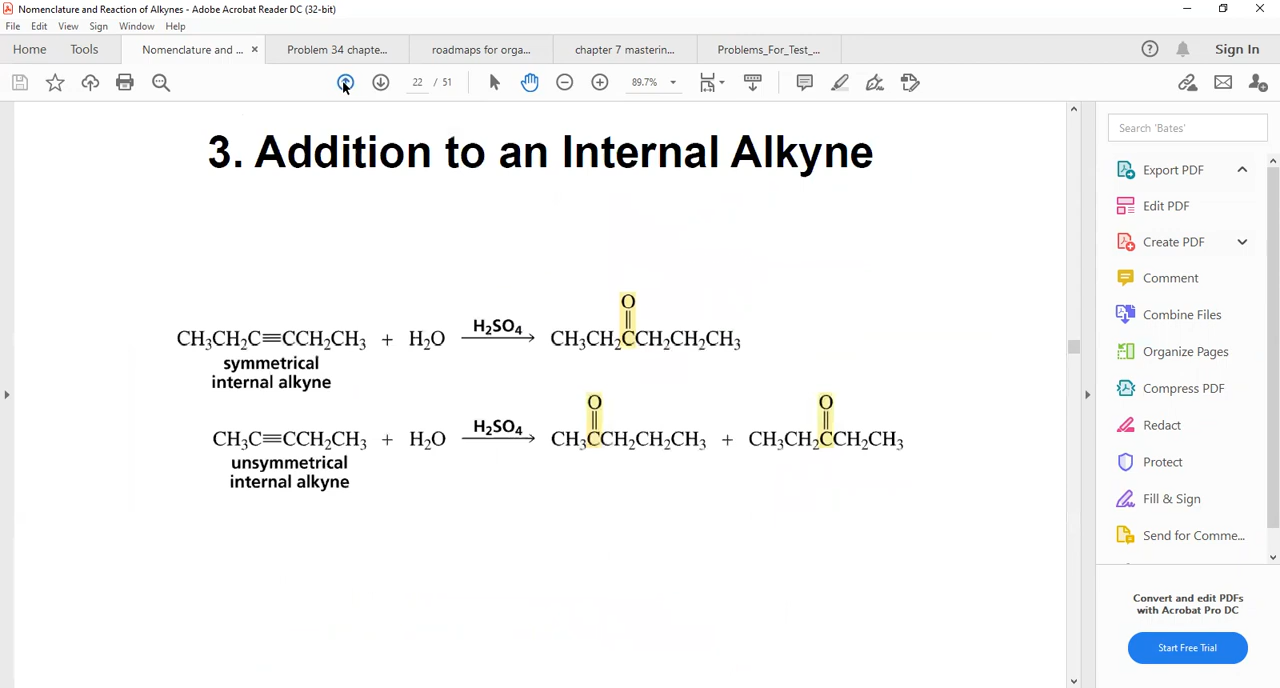 Nomenclature and Reaction of Alkynes - Adobe Acrobat Reader DC (32-bit)
File Edit View Sign Window Help
Home Tools Nomenclature and ... × Problem 34 chapte... roadmaps for orga... chapter 7 masterin... Problems_For_Test_... Sign In
22 / 51 89.7%
3. Addition to an Internal Alkyne
O
CH₃CH₂C≡CCH₂CH₃ + H₂O H₂SO₄ CH₃CH₂CCH₂CH₂CH₃
symmetrical
internal alkyne
O O
CH₃C≡CCH₂CH₃ + H₂O H₂SO₄ CH₃CCH₂CH₂CH₃ + CH₃CH₂CCH₂CH₃
unsymmetrical
internal alkyne
Search 'Bates'
Export PDF
Edit PDF
Create PDF
Comment
Combine Files
Organize Pages
Compress PDF
Redact
Protect
Fill & Sign
Send for Comme...
Convert and edit PDFs
with Acrobat Pro DC
Start Free Trial